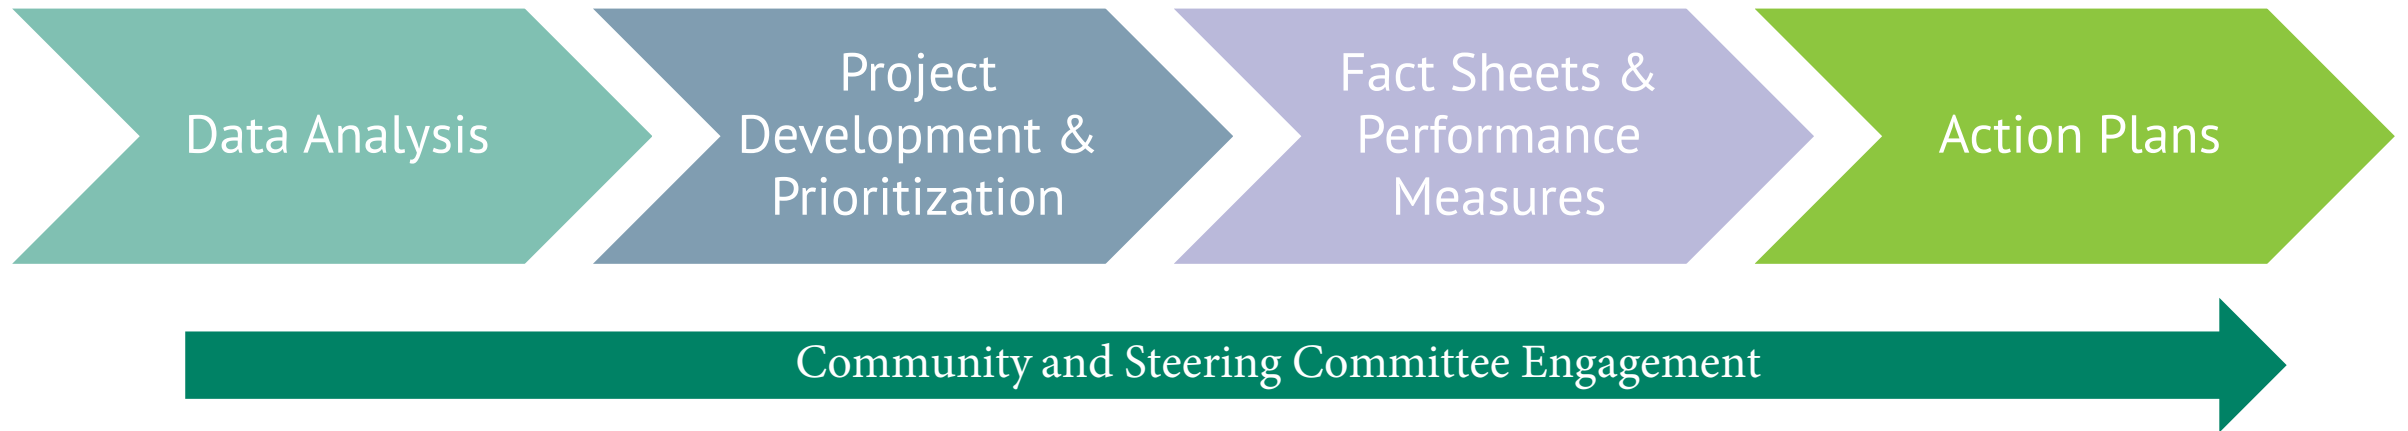 Data Analysis
Project
Development &
Prioritization
Fact Sheets &
Performance
Measures
Action Plans
Community and Steering Committee Engagement